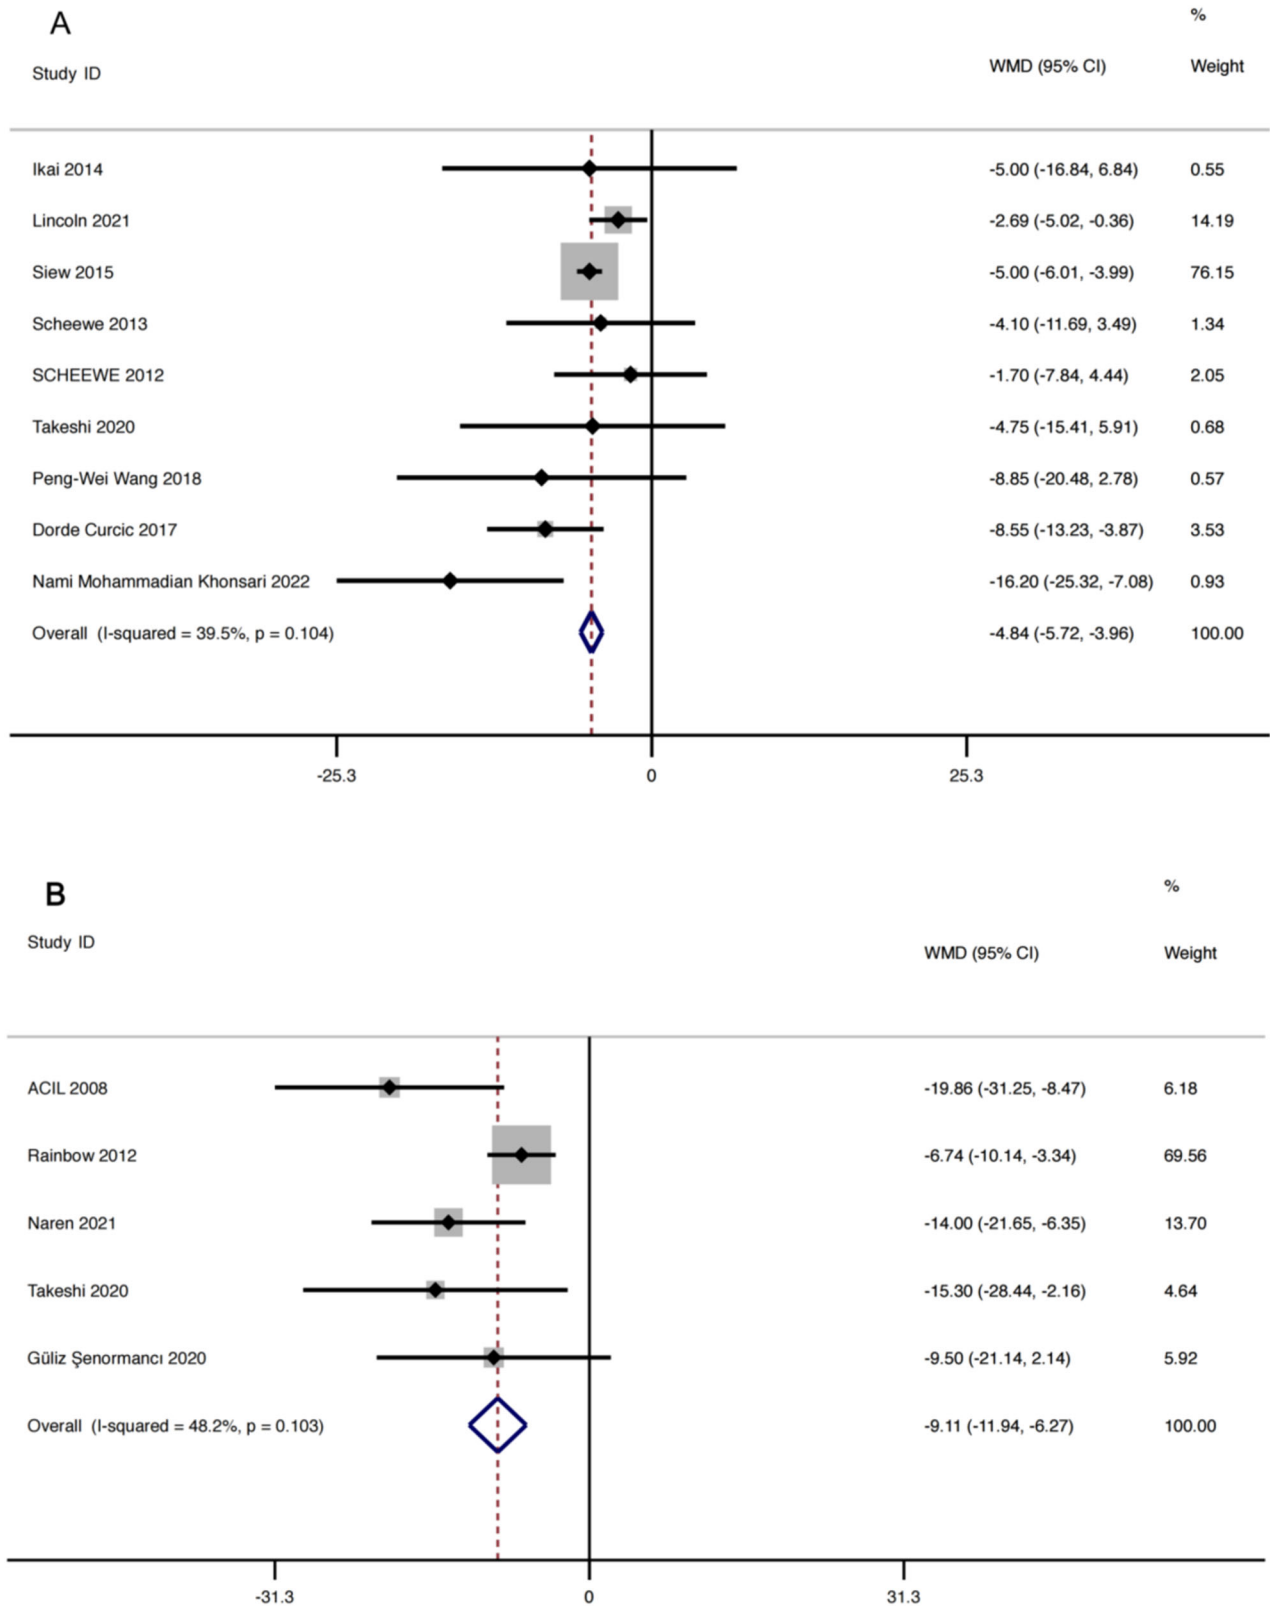 A
%
Study ID WMD (95% CI) Weight
Ikai 2014 -5.00 (-16.84, 6.84) 0.55
Lincoln 2021 -2.69 (-5.02, -0.36) 14.19
Siew 2015 -5.00 (-6.01, -3.99) 76.15
Scheewe 2013 -4.10 (-11.69, 3.49) 1.34
SCHEEWE 2012 -1.70 (-7.84, 4.44) 2.05
Takeshi 2020 -4.75 (-15.41, 5.91) 0.68
Peng-Wei Wang 2018 -8.85 (-20.48, 2.78) 0.57
Dorde Curcic 2017 -8.55 (-13.23, -3.87) 3.53
Nami Mohammadian Khonsari 2022 -16.20 (-25.32, -7.08) 0.93
Overall (I-squared = 39.5%, p = 0.104) -4.84 (-5.72, -3.96) 100.00
-25.3 0 25.3
B
%
Study ID WMD (95% CI) Weight
ACIL 2008 -19.86 (-31.25, -8.47) 6.18
Rainbow 2012 -6.74 (-10.14, -3.34) 69.56
Naren 2021 -14.00 (-21.65, -6.35) 13.70
Takeshi 2020 -15.30 (-28.44, -2.16) 4.64
Güliz Şenormancı 2020 -9.50 (-21.14, 2.14) 5.92
Overall (I-squared = 48.2%, p = 0.103) -9.11 (-11.94, -6.27) 100.00
-31.3 0 31.3